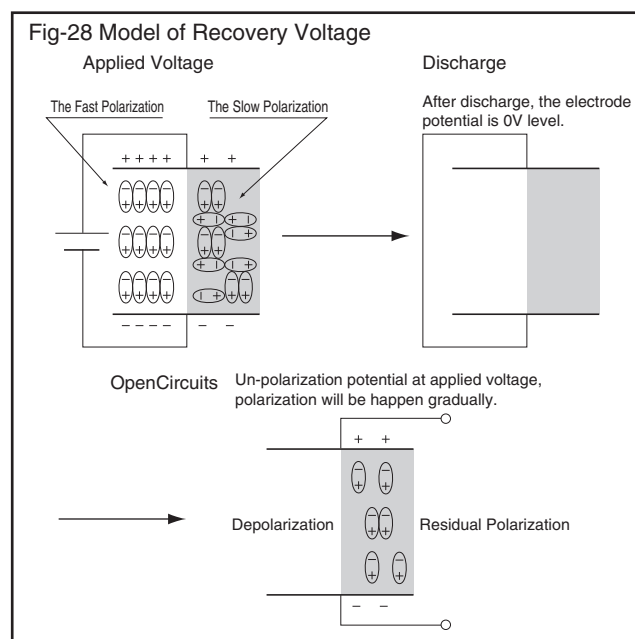 Fig-28 Model of Recovery Voltage
Applied Voltage
Discharge
The Fast Polarization
The Slow Polarization
After discharge, the electrode
potential is 0V level.
+ + + + + +
– – – – – –
OpenCircuits
Un-polarization potential at applied voltage,
polarization will be happen gradually.
+ +
Depolarization
Residual Polarization
– –